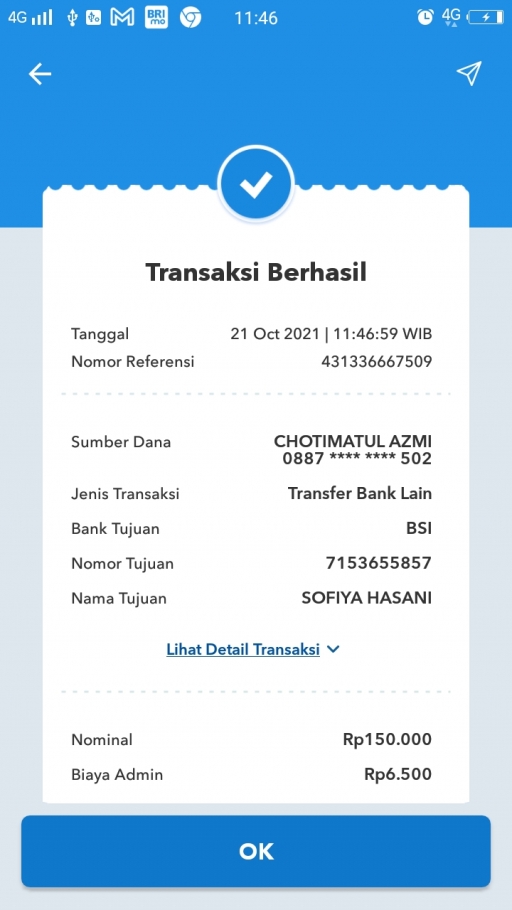 4G 11:46 4G
BRI
mo
Transaksi Berhasil
Tanggal 21 Oct 2021 | 11:46:59 WIB
Nomor Referensi 431336667509
Sumber Dana CHOTIMATUL AZMI
0887 **** **** 502
Jenis Transaksi Transfer Bank Lain
Bank Tujuan BSI
Nomor Tujuan 7153655857
Nama Tujuan SOFIYA HASANI
Lihat Detail Transaksi
Nominal Rp150.000
Biaya Admin Rp6.500
OK